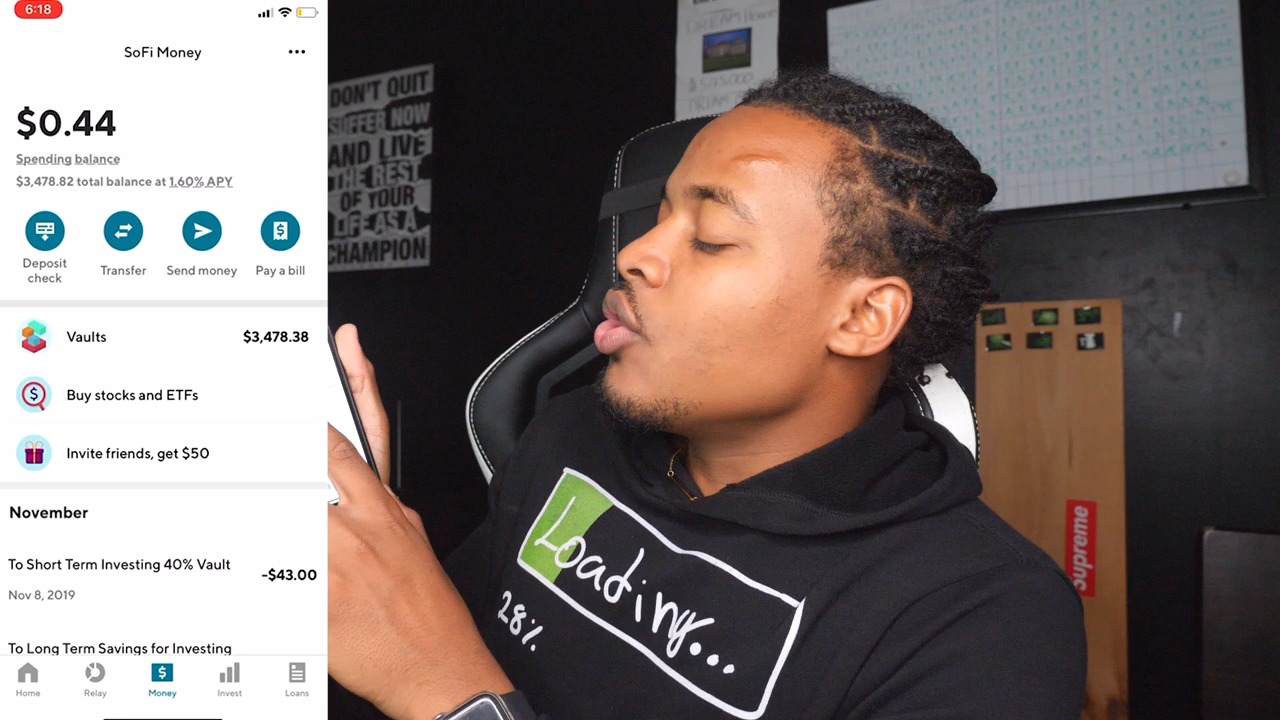 6:18
SoFi Money
$0.44
Spending balance
$3,478.82 total balance at 1.60% APY
Deposit check
Transfer
Send money
Pay a bill
Vaults
$3,478.38
Buy stocks and ETFs
Invite friends, get $50
November
To Short Term Investing 40% Vault
-$43.00
Nov 8, 2019
To Long Term Savings for Investing
Home
Relay
Money
Invest
Loans
DON'T QUIT
SUFFER NOW
AND LIVE
THE REST
OF YOUR
LIFE AS A
CHAMPION
Loading...
28%
Supreme